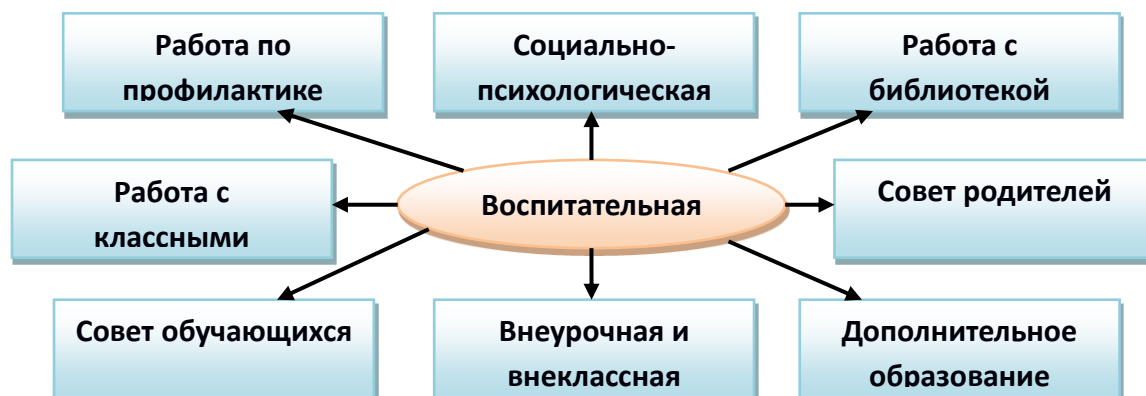 Работа по
профилактике
Социально-
психологическая
Работа с
библиотекой
Работа с
классными
Воспитательная
Совет родителей
Совет обучающихся
Внеурочная и
внеклассная
Дополнительное
образование